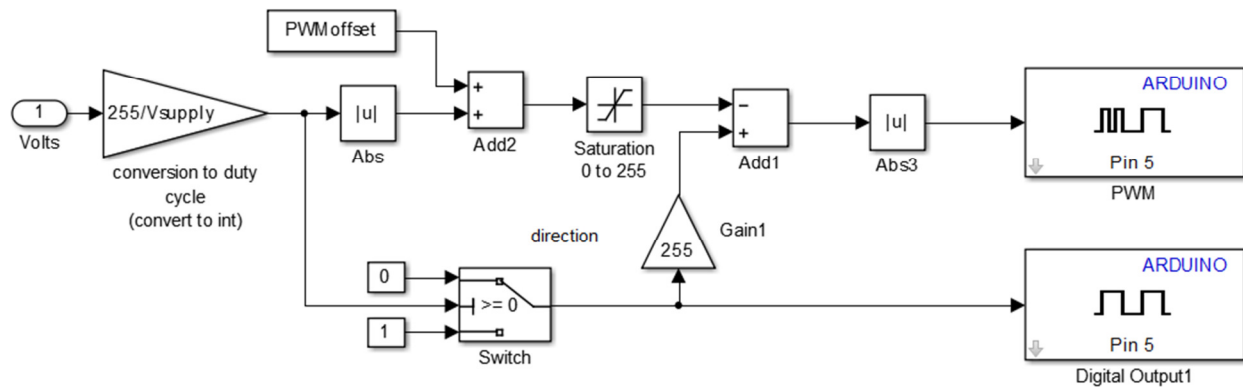 PWMoffset
ARDUINO
1
255/Vsupply
|u|
+
+
−
+
|u|
Volts
Abs
Add2
Saturation
0 to 255
Add1
Abs3
Pin 5
PWM
conversion to duty
cycle
(convert to int)
direction
Gain1
255
ARDUINO
0
>= 0
1
Switch
Pin 5
Digital Output1